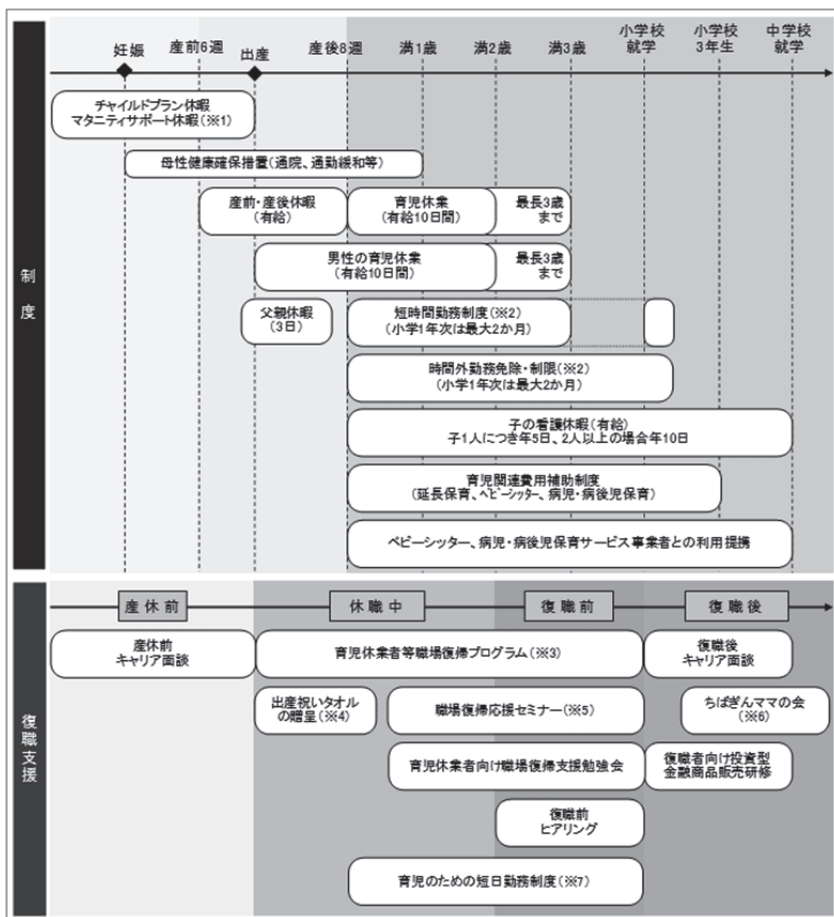 妊娠
産前6週
出産
産後8週
満1歳
満2歳
満3歳
小学校
就学
小学校
3年生
中学校
就学
制度
チャイルドプラン休暇
マタニティサポート休暇(※1)
母性健康確保措置(通院、通勤緩和等)
産前・産後休暇
(有給)
育児休業
(有給10日間)
最長3歳
まで
男性の育児休業
(有給10日間)
最長3歳
まで
父親休暇
(3日)
短時間勤務制度(※2)
(小学1年次は最大2か月)
時間外勤務免除・制限(※2)
(小学1年次は最大2か月)
子の看護休暇(有給)
子1人につき年5日、2人以上の場合年10日
育児関連費用補助制度
(延長保育、ベビーシッター、病児・病後児保育)
ベビーシッター、病児・病後児保育サービス事業者との利用提携
復職支援
産休前
休職中
復職前
復職後
産休前
キャリア面談
育児休業者等職場復帰プログラム(※3)
復職後
キャリア面談
出産祝いタオル
の贈呈(※4)
職場復帰応援セミナー(※5)
ちばぎんママの会
(※6)
育児休業者向け職場復帰支援勉強会
復職者向け投資型
金融商品販売研修
復職前
ヒアリング
育児のための短日勤務制度(※7)